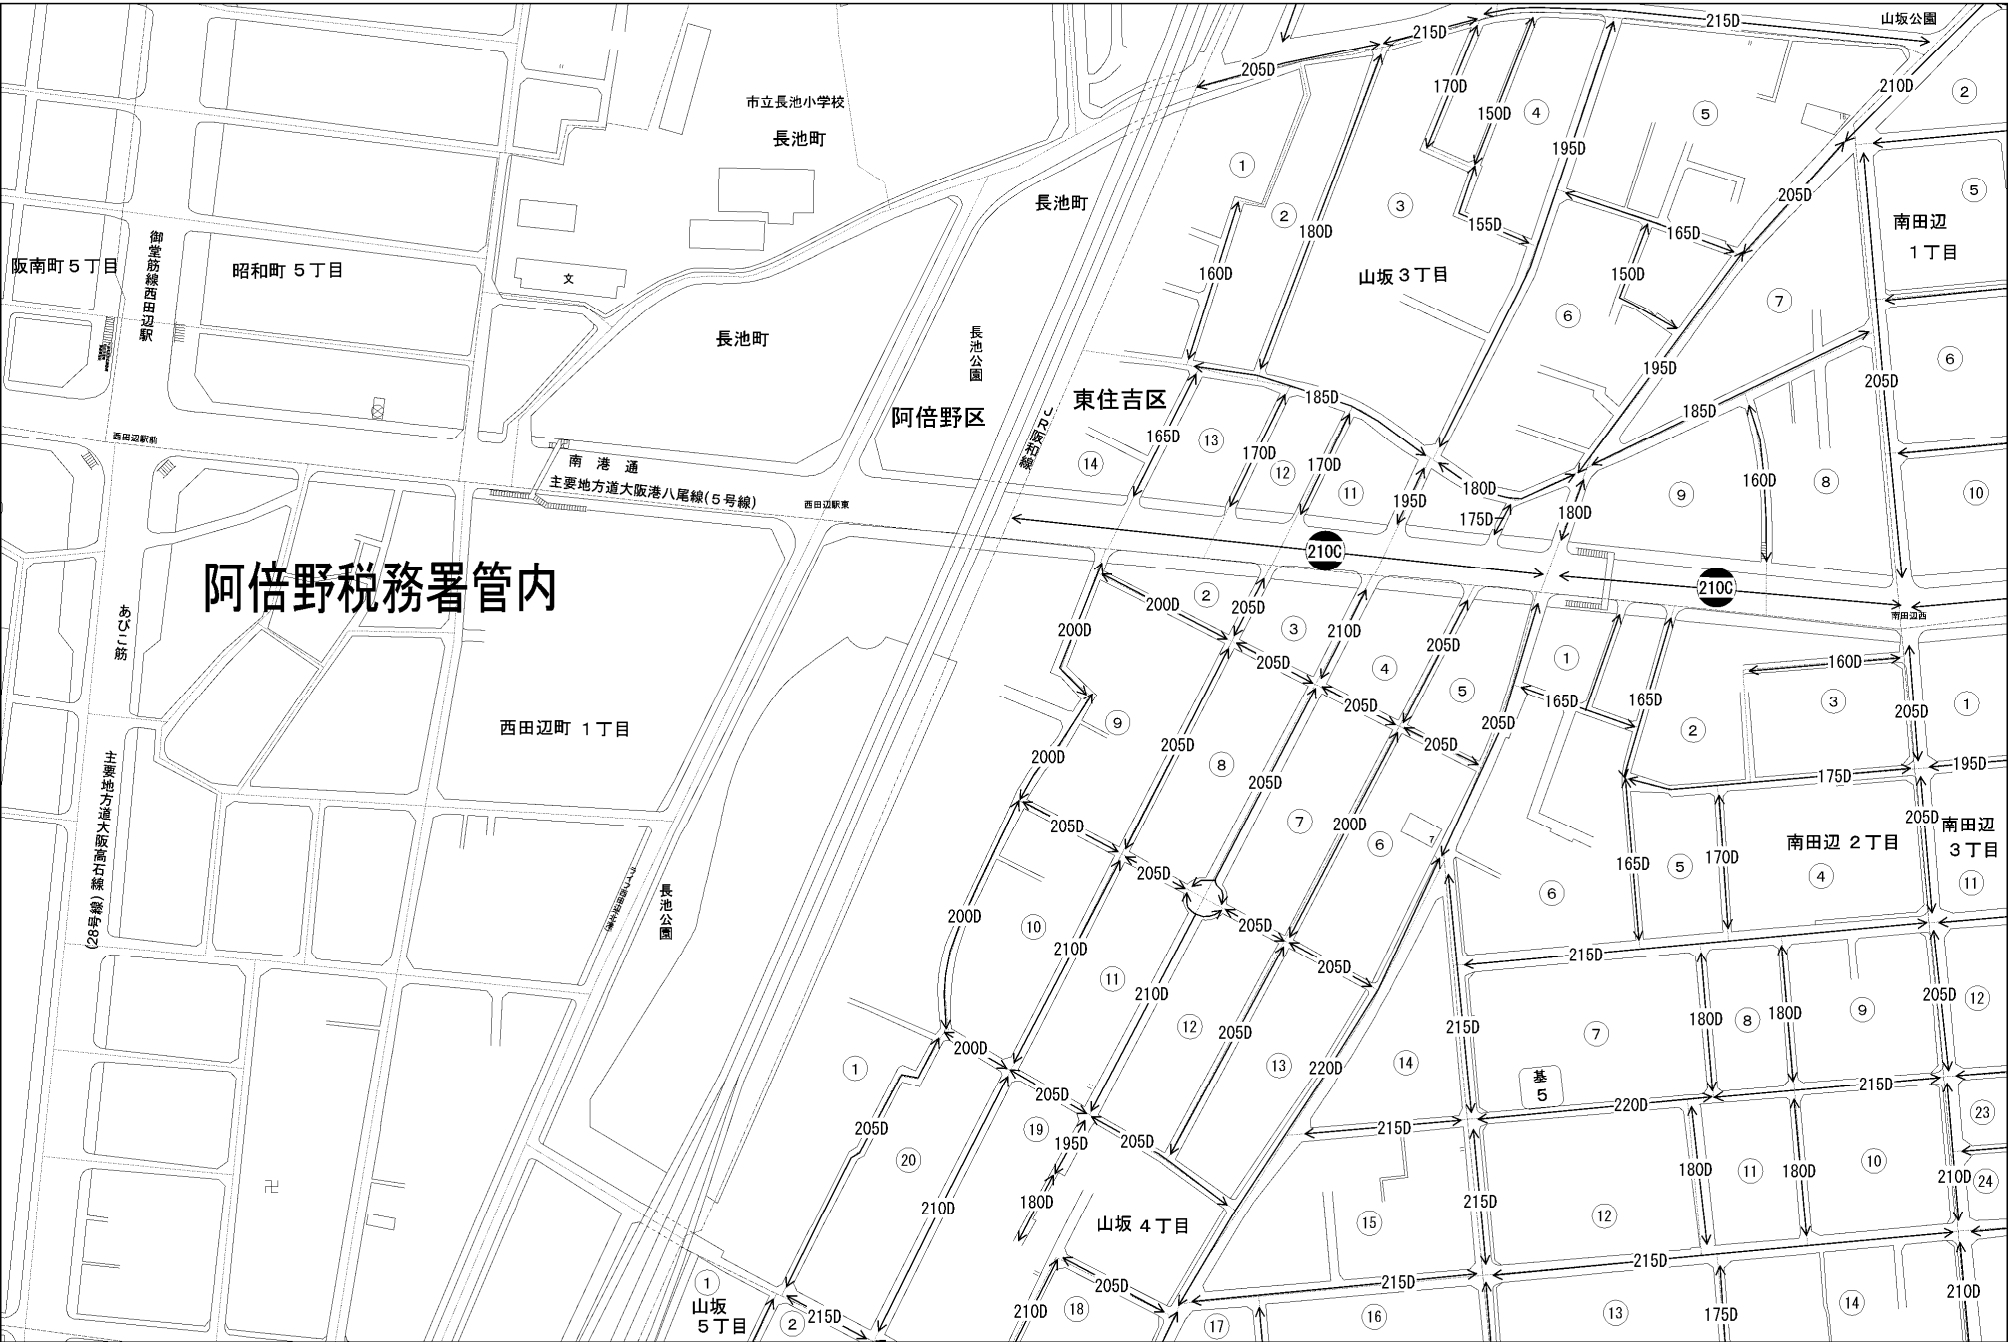 215D
山坂公園
215D
205D
170D
150D
④
⑤
210D
②
市立長池小学校
長池町
195D
①
⑤
長池町
②
180D
③
155D
165D
205D
南田辺
1丁目
御堂筋線西田辺駅
阪南町5丁目
昭和町5丁目
文
160D
山坂3丁目
150D
⑦
⑥
長池町
長池公園
⑥
195D
205D
東住吉区
185D
185D
阿倍野区
JR阪和線
西田辺駅前
165D
⑬
170D
⑫
170D
⑪
⑭
南港通
主要地方道大阪港八尾線(5号線)
西田辺駅東
195D
180D
175D
180D
⑨
160D
⑧
⑩
210C
210C
阿倍野税務署管内
南田辺西
あびこ筋
200D
200D
②
205D
③
210D
205D
④
205D
⑤
①
165D
165D
160D
③
205D
①
西田辺町 1丁目
⑨
205D
205D
205D
205D
②
200D
⑧
205D
175D
195D
主要地方道大阪高石線
(28号線)
205D
⑦
200D
⑥
165D
⑤
170D
南田辺 2丁目
④
205D
南田辺
3丁目
⑪
長池公園
205D
⑥
200D
⑩
210D
205D
205D
215D
⑪
210D
⑫
205D
⑬
215D
⑦
180D
⑧
180D
⑨
205D
⑫
200D
①
205D
220D
⑭
基
5
220D
215D
205D
⑲
195D
205D
215D
㉓
⑳
180D
⑪
180D
⑩
210D
㉔
210D
180D
山坂 4丁目
⑮
215D
⑫
215D
①
山坂
5丁目
②
215D
205D
210D
⑱
215D
⑰
⑯
⑬
175D
⑭
210D